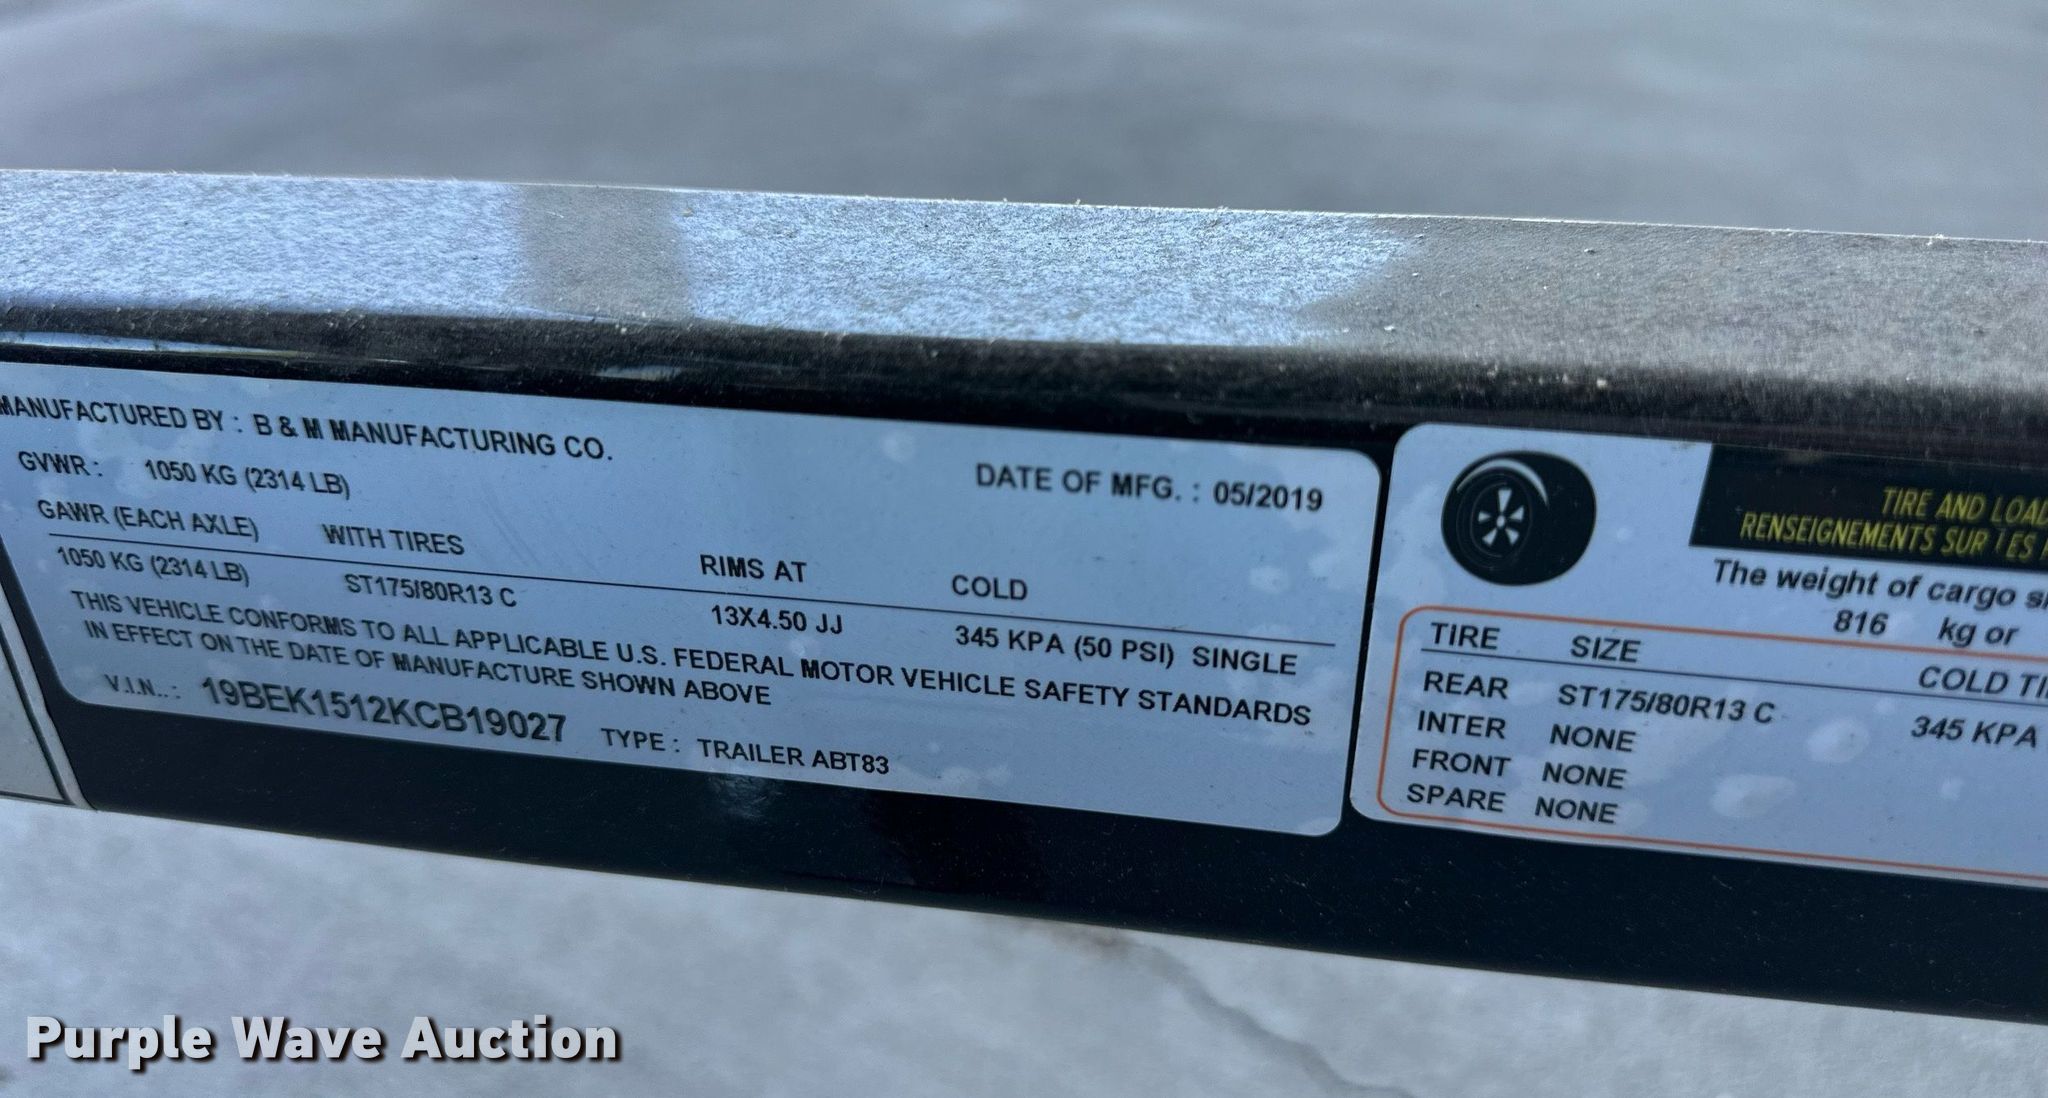 MANUFACTURED BY : B & M MANUFACTURING CO.
GVWR : 1050 KG (2314 LB)
DATE OF MFG. : 05/2019
GAWR (EACH AXLE) WITH TIRES RIMS AT COLD
1050 KG (2314 LB) ST175/80R13 C 13X4.50 JJ 345 KPA (50 PSI) SINGLE
THIS VEHICLE CONFORMS TO ALL APPLICABLE U.S. FEDERAL MOTOR VEHICLE SAFETY STANDARDS
IN EFFECT ON THE DATE OF MANUFACTURE SHOWN ABOVE
V.I.N..: 19BEK1512KCB19027 TYPE : TRAILER ABT83
TIRE AND LOAD
RENSEIGNEMENTS SUR LES
The weight of cargo
816 kg or
TIRE SIZE COLD
REAR ST175/80R13 C 345 KPA
INTER NONE
FRONT NONE
SPARE NONE
Purple Wave Auction